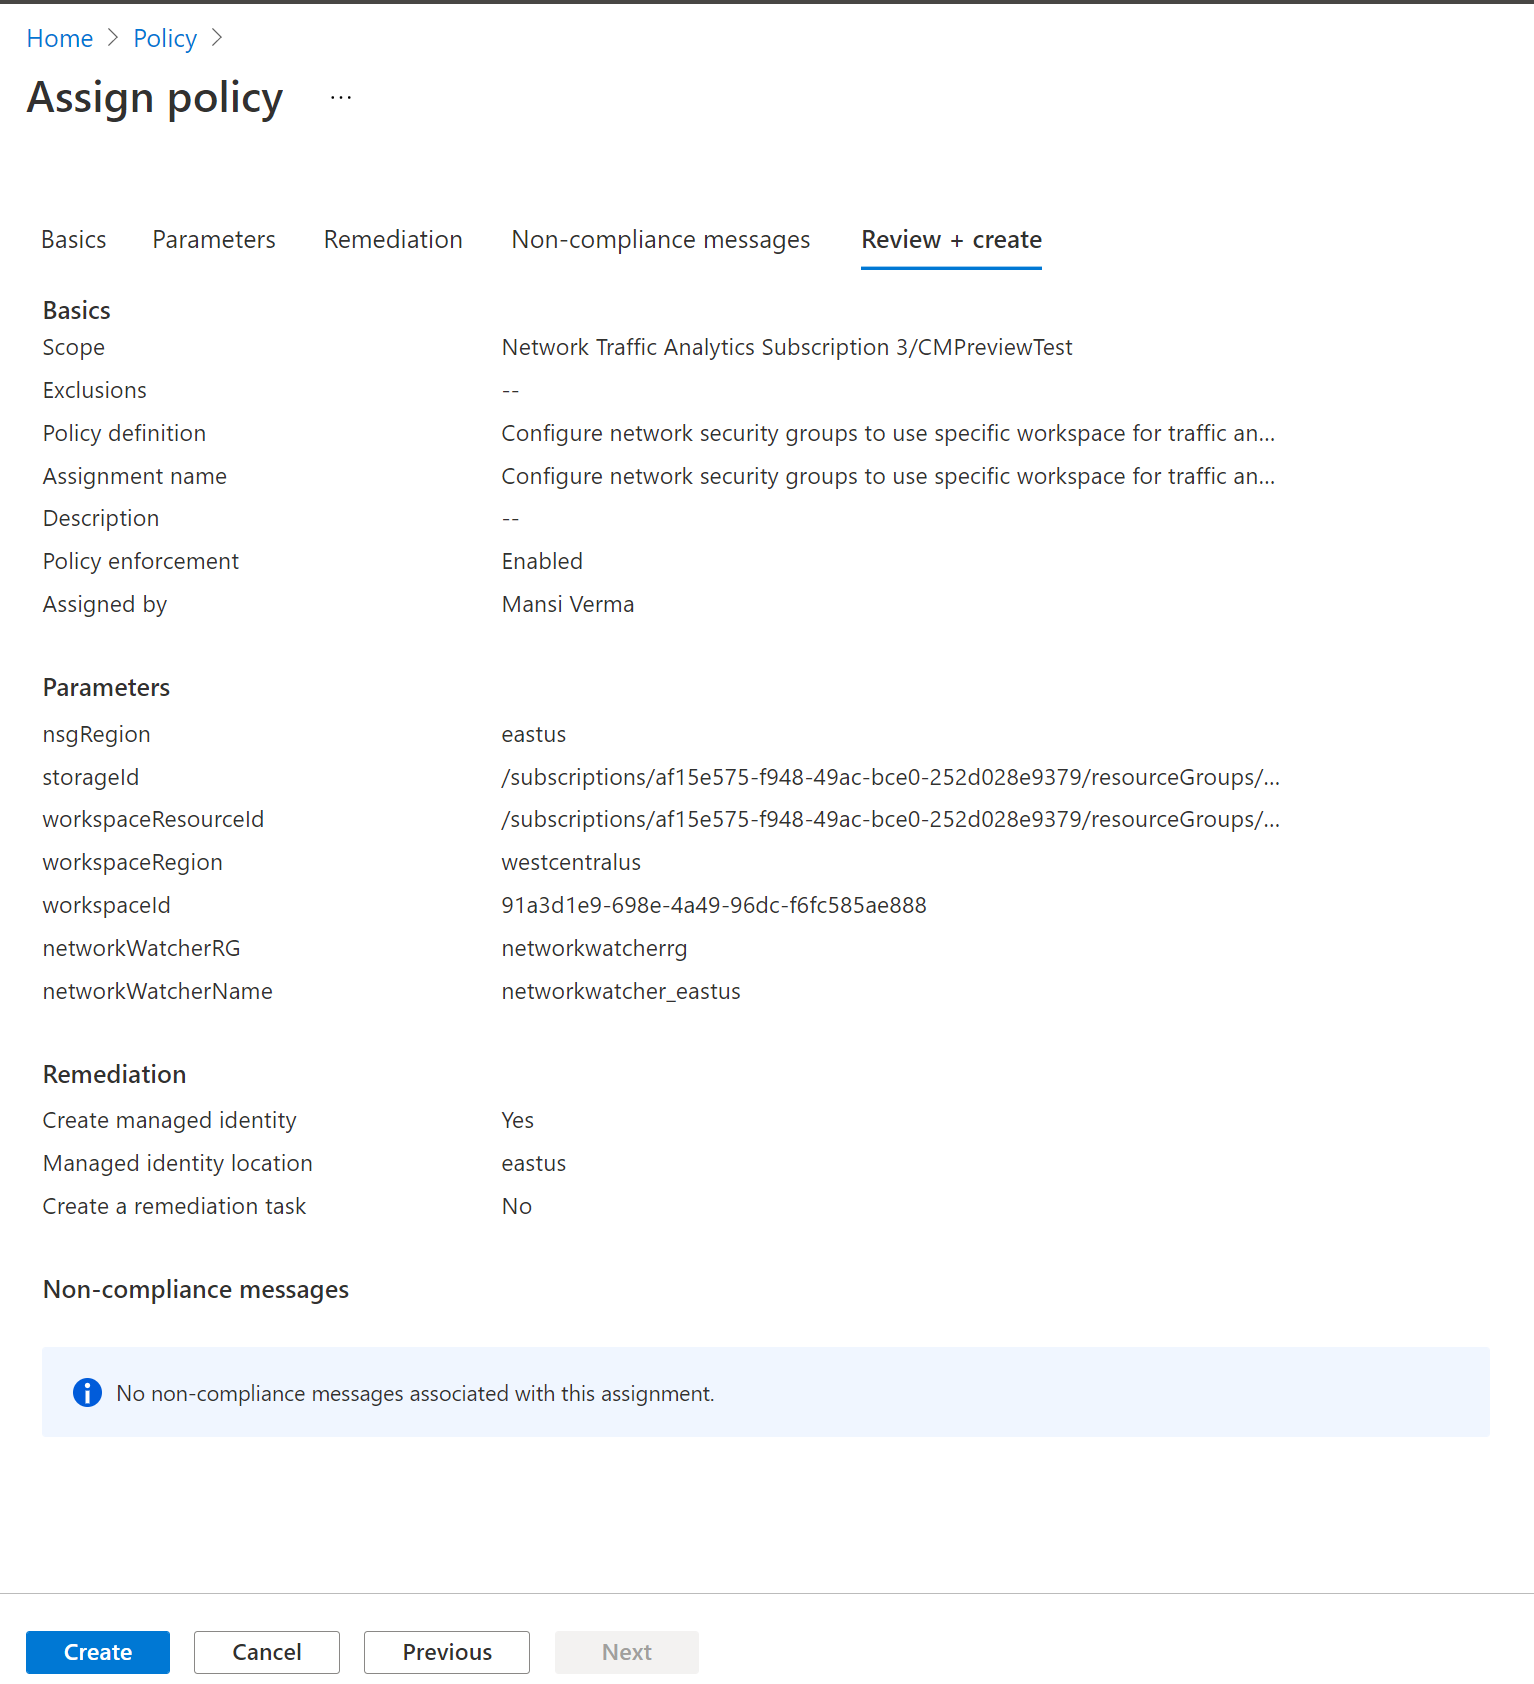 Home > Policy >
Assign policy ...
Basics Parameters Remediation Non-compliance messages Review + create
Basics
Scope Network Traffic Analytics Subscription 3/CMPreviewTest
Exclusions --
Policy definition Configure network security groups to use specific workspace for traffic an...
Assignment name Configure network security groups to use specific workspace for traffic an...
Description --
Policy enforcement Enabled
Assigned by Mansi Verma
Parameters
nsgRegion eastus
storageId /subscriptions/af15e575-f948-49ac-bce0-252d028e9379/resourceGroups/...
workspaceResourceId /subscriptions/af15e575-f948-49ac-bce0-252d028e9379/resourceGroups/...
workspaceRegion westcentralus
workspaceId 91a3d1e9-698e-4a49-96dc-f6fc585ae888
networkWatcherRG networkwatcherrg
networkWatcherName networkwatcher_eastus
Remediation
Create managed identity Yes
Managed identity location eastus
Create a remediation task No
Non-compliance messages
No non-compliance messages associated with this assignment.
Create Cancel Previous Next